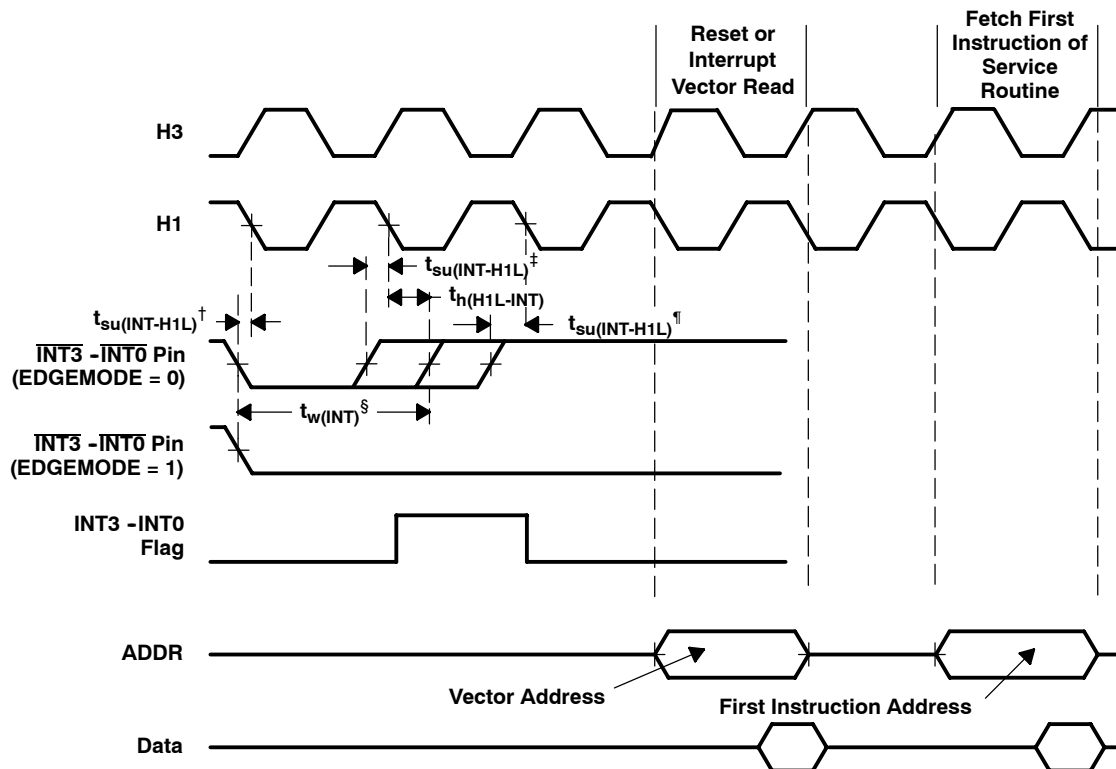 Reset or
Interrupt
Vector Read
Fetch First
Instruction of
Service
Routine
H3
H1
tsu(INT-H1L)‡
th(H1L-INT)
tsu(INT-H1L)†
tsu(INT-H1L)¶
INT3 -INT0 Pin
(EDGEMODE = 0)
tw(INT)§
INT3 -INT0 Pin
(EDGEMODE = 1)
INT3 -INT0
Flag
ADDR
Vector Address
First Instruction Address
Data